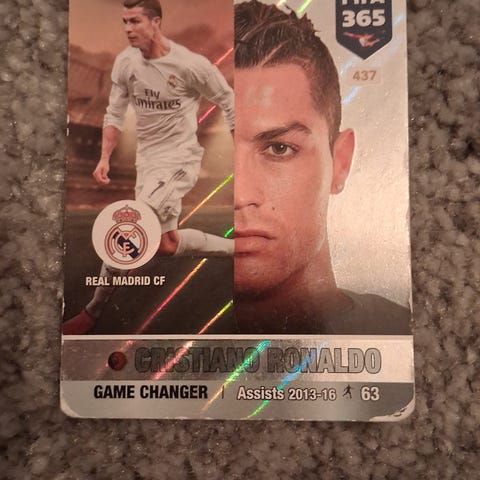 FIFA
365
437
Fly
Emirates
7
REAL MADRID CF
CRISTIANO RONALDO
GAME CHANGER | Assists 2013-16 63